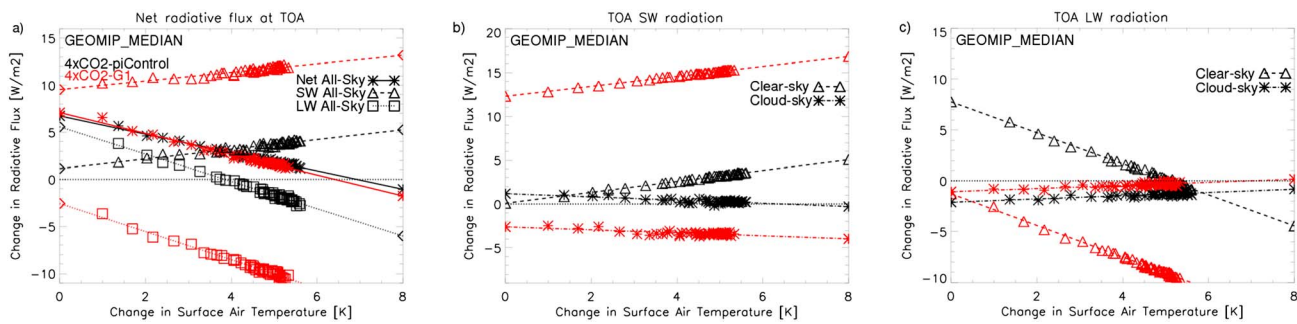 a)
Net radiative flux at TOA
GEOMIP_MEDIAN
4xCO2-piControl
4xCO2-G1
Net All-Sky
SW All-Sky
LW All-Sky
Change in Radiative Flux [W/m2]
15
10
5
0
-5
-10
0 2 4 6 8
Change in Surface Air Temperature [K]
b)
TOA SW radiation
GEOMIP_MEDIAN
Clear-sky
Cloud-sky
Change in Radiative Flux [W/m2]
20
15
10
5
0
-5
0 2 4 6 8
Change in Surface Air Temperature [K]
c)
TOA LW radiation
GEOMIP_MEDIAN
Clear-sky
Cloud-sky
Change in Radiative Flux [W/m2]
15
10
5
0
-5
-10
0 2 4 6 8
Change in Surface Air Temperature [K]